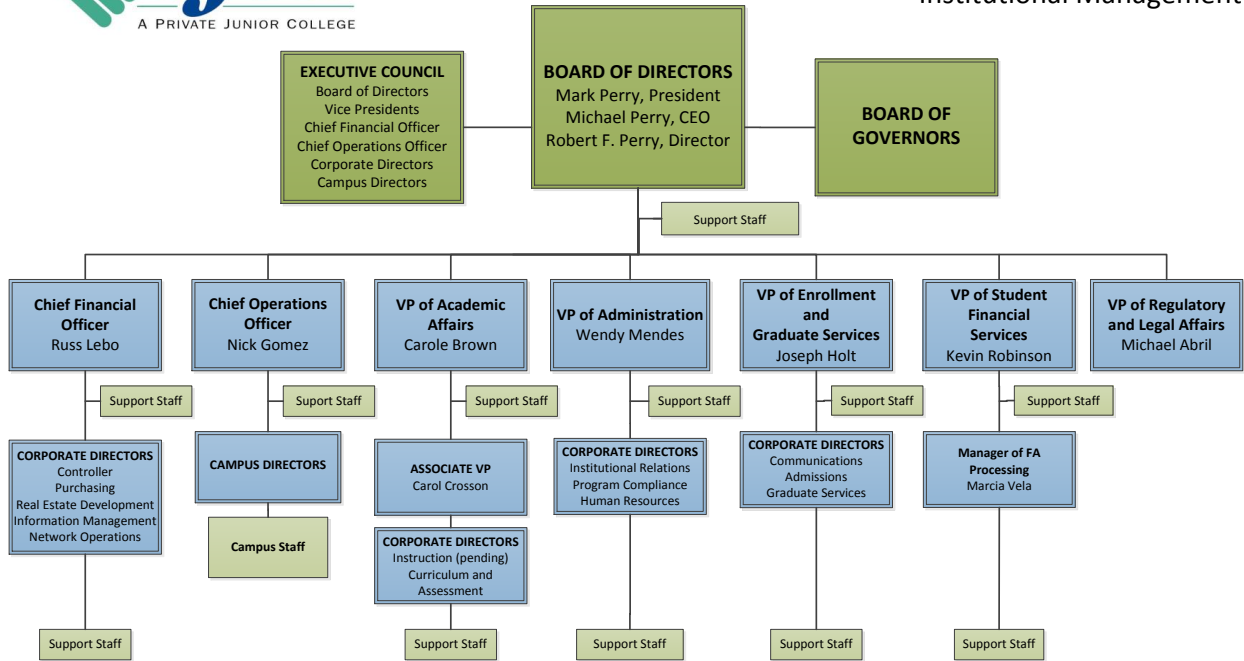 A PRIVATE JUNIOR COLLEGE
Institutional Management
EXECUTIVE COUNCIL
Board of Directors
Vice Presidents
Chief Financial Officer
Chief Operations Officer
Corporate Directors
Campus Directors
BOARD OF DIRECTORS
Mark Perry, President
Michael Perry, CEO
Robert F. Perry, Director
BOARD OF
GOVERNORS
Support Staff
Chief Financial
Officer
Russ Lebo
Chief Operations
Officer
Nick Gomez
VP of Academic
Affairs
Carole Brown
VP of Administration
Wendy Mendes
VP of Enrollment
and
Graduate Services
Joseph Holt
VP of Student
Financial
Services
Kevin Robinson
VP of Regulatory
and Legal Affairs
Michael Abril
Support Staff
Suport Staff
Support Staff
Support Staff
Support Staff
Support Staff
CORPORATE DIRECTORS
Controller
Purchasing
Real Estate Development
Information Management
Network Operations
CAMPUS DIRECTORS
Campus Staff
ASSOCIATE VP
Carol Crosson
CORPORATE DIRECTORS
Instruction (pending)
Curriculum and
Assessment
CORPORATE DIRECTORS
Institutional Relations
Program Compliance
Human Resources
CORPORATE DIRECTORS
Communications
Admissions
Graduate Services
Manager of FA
Processing
Marcia Vela
Support Staff
Support Staff
Support Staff
Support Staff
Support Staff